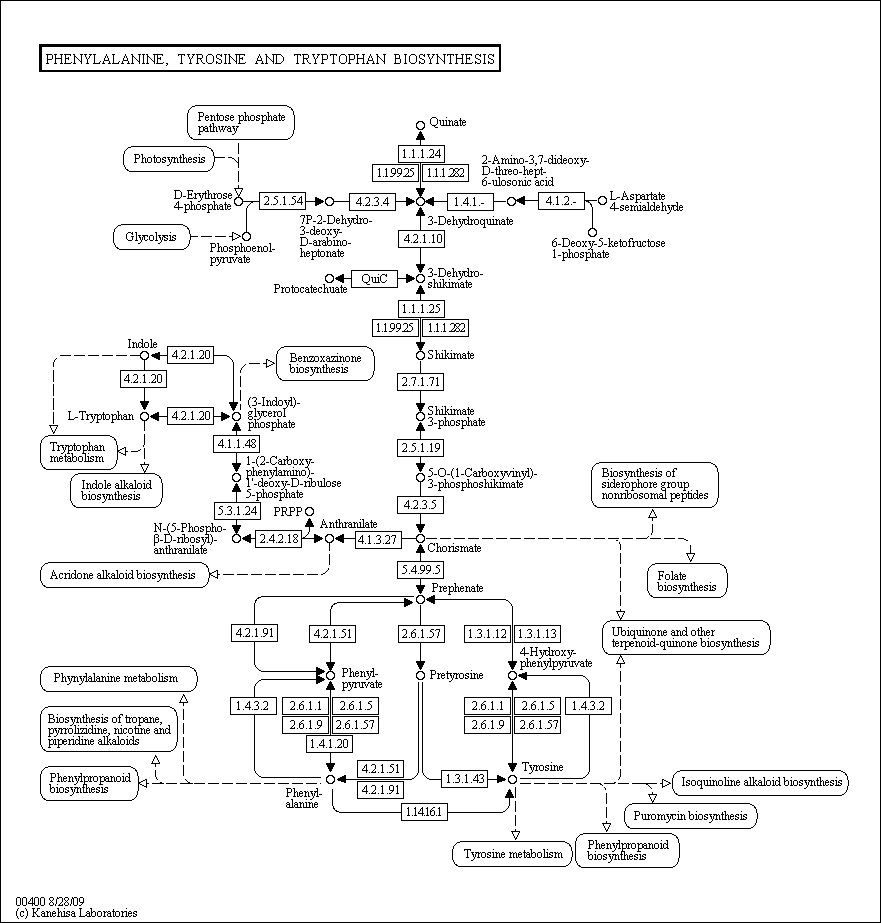 PHENYLALANINE, TYROSINE AND TRYPTOPHAN BIOSYNTHESIS
Pentose phosphate
pathway
Photosynthesis
Glycolysis
D-Erythrose
4-phosphate
Phosphoenol-
pyruvate
2.5.1.54
7P-2-Dehydro-
3-deoxy-
D-arabino-
heptonate
4.2.3.4
Quinate
1.1.1.24
1.1.99.25
1.1.1.282
3-Dehydroquinate
1.4.1.-
2-Amino-3,7-dideoxy-
D-threo-hept-
6-ulosonic acid
4.1.2.-
L-Aspartate
4-semialdehyde
6-Deoxy-5-ketofructose
1-phosphate
4.2.1.10
Protocatechuate
QuiC
3-Dehydro-
shikimate
1.1.1.25
1.1.99.25
1.1.1.282
Shikimate
2.7.1.71
Shikimate
3-phosphate
2.5.1.19
5-O-(1-Carboxyvinyl)-
3-phosphoshikimate
4.2.3.5
Indole
4.2.1.20
4.2.1.20
Benzoxazinone
biosynthesis
L-Tryptophan
4.2.1.20
(3-Indoyl)-
glycerol
phosphate
Tryptophan
metabolism
Indole alkaloid
biosynthesis
4.1.1.48
1-(2-Carboxy-
phenylamino)-
1'-deoxy-D-ribulose
5-phosphate
5.3.1.24
PRPP
N-(5-Phospho-
β-D-ribosyl)-
anthranilate
2.4.2.18
Anthranilate
4.1.3.27
Chorismate
Biosynthesis of
siderophore group
nonribosomal peptides
Acridone alkaloid biosynthesis
Folate
biosynthesis
5.4.99.5
Prephenate
Ubiquinone and other
terpenoid-quinone biosynthesis
4.2.1.91
4.2.1.51
2.6.1.57
1.3.1.12
1.3.1.13
Phenyl-
pyruvate
Pretyrosine
4-Hydroxy-
phenylpyruvate
Phynylalanine metabolism
Biosynthesis of tropane,
pyrrolizidine, nicotine and
piperidine alkaloids
Phenylpropanoid
biosynthesis
1.4.3.2
2.6.1.1
2.6.1.5
2.6.1.9
2.6.1.57
1.4.1.20
2.6.1.1
2.6.1.5
2.6.1.9
2.6.1.57
1.4.3.2
4.2.1.51
4.2.1.91
1.3.1.43
Phenyl-
alanine
Tyrosine
1.14.16.1
Isoquinoline alkaloid biosynthesis
Puromycin biosynthesis
Tyrosine metabolism
Phenylpropanoid
biosynthesis
00400 8/28/09
(c) Kanehisa Laboratories